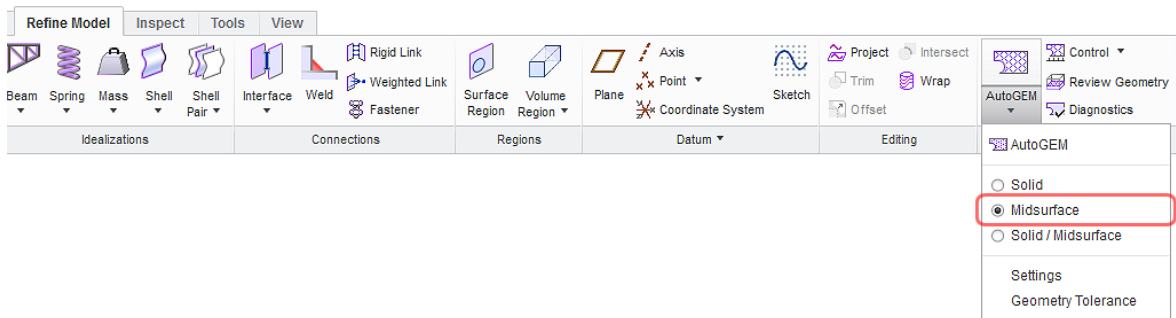 Refine Model Inspect Tools View
Rigid Link Axis Project Intersect Control
Weighted Link Point Trim Wrap Review Geometry
Beam Spring Mass Shell Shell Pair Interface Weld Surface Region Volume Region Plane Sketch AutoGEM
Fastener Coordinate System Offset Diagnostics
Idealizations Connections Regions Datum Editing
AutoGEM
Solid
Midsurface
Solid / Midsurface
Settings
Geometry Tolerance